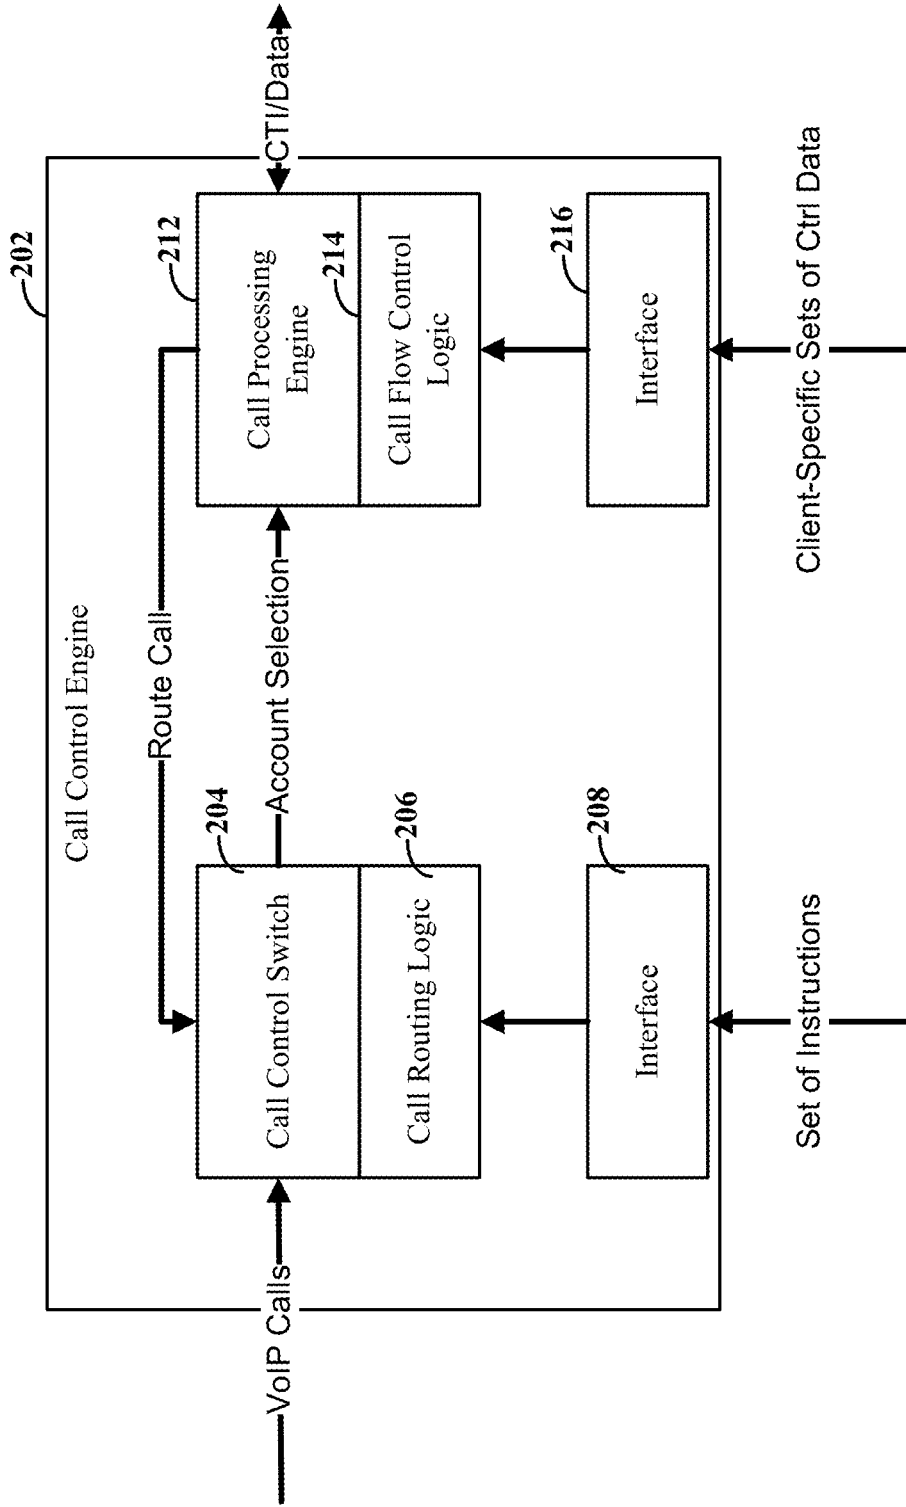 202
Call Control Engine
Route Call
212
204
VoIP Calls
Call Control Switch
Account Selection
Call Processing
Engine
CTI/Data
206
214
Call Routing Logic
Call Flow Control
Logic
208
216
Interface
Interface
Set of Instructions
Client-Specific Sets of Ctrl Data